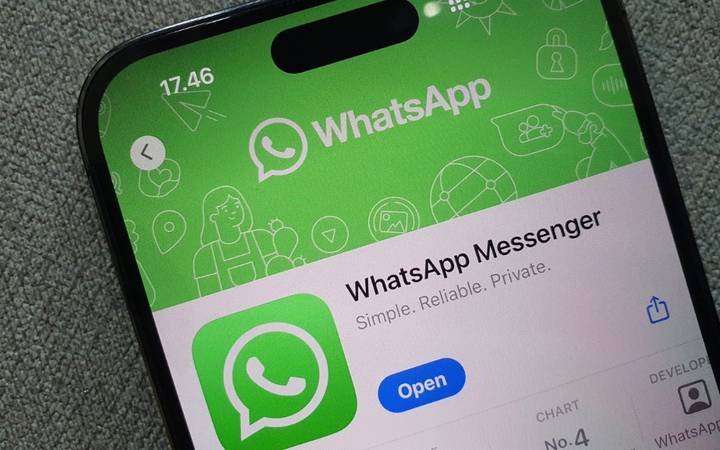 17.46
WhatsApp
WhatsApp Messenger
Simple. Reliable. Private.
Open
CHART
No.4
DEVELOP
WhatsApp